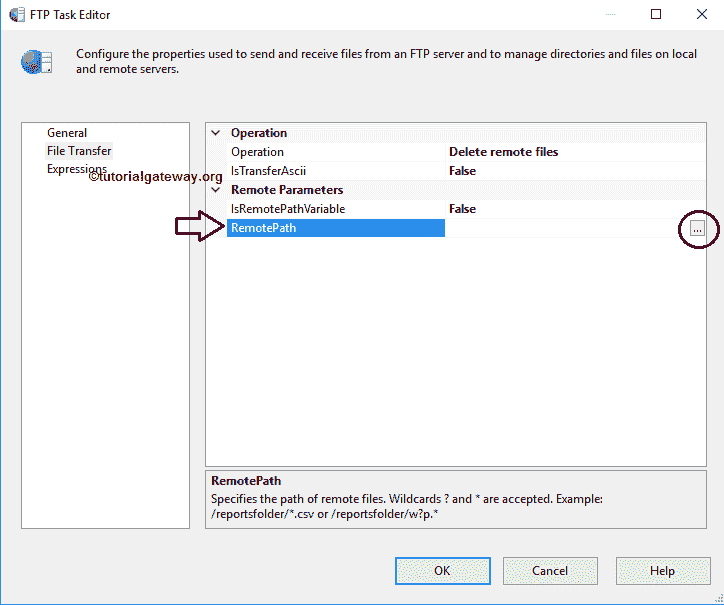 FTP Task Editor
Configure the properties used to send and receive files from an FTP server and to manage directories and files on local
and remote servers.
General
File Transfer
Expressions
©tutorialgateway.org
Operation
Operation Delete remote files
IsTransferAscii False
Remote Parameters
IsRemotePathVariable False
RemotePath ...
RemotePath
Specifies the path of remote files. Wildcards ? and * are accepted. Example:
/reportsfolder/*.csv or /reportsfolder/w?p.*
OK Cancel Help